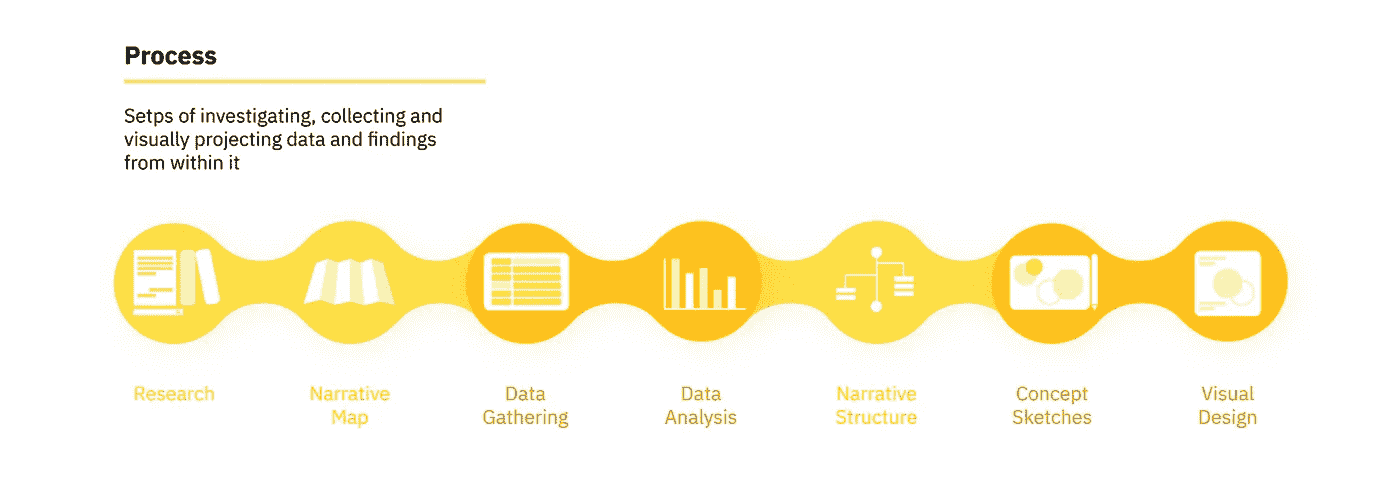 Process
Setps of investigating, collecting and
visually projecting data and findings
from within it
Research
Narrative
Map
Data
Gathering
Data
Analysis
Narrative
Structure
Concept
Sketches
Visual
Design